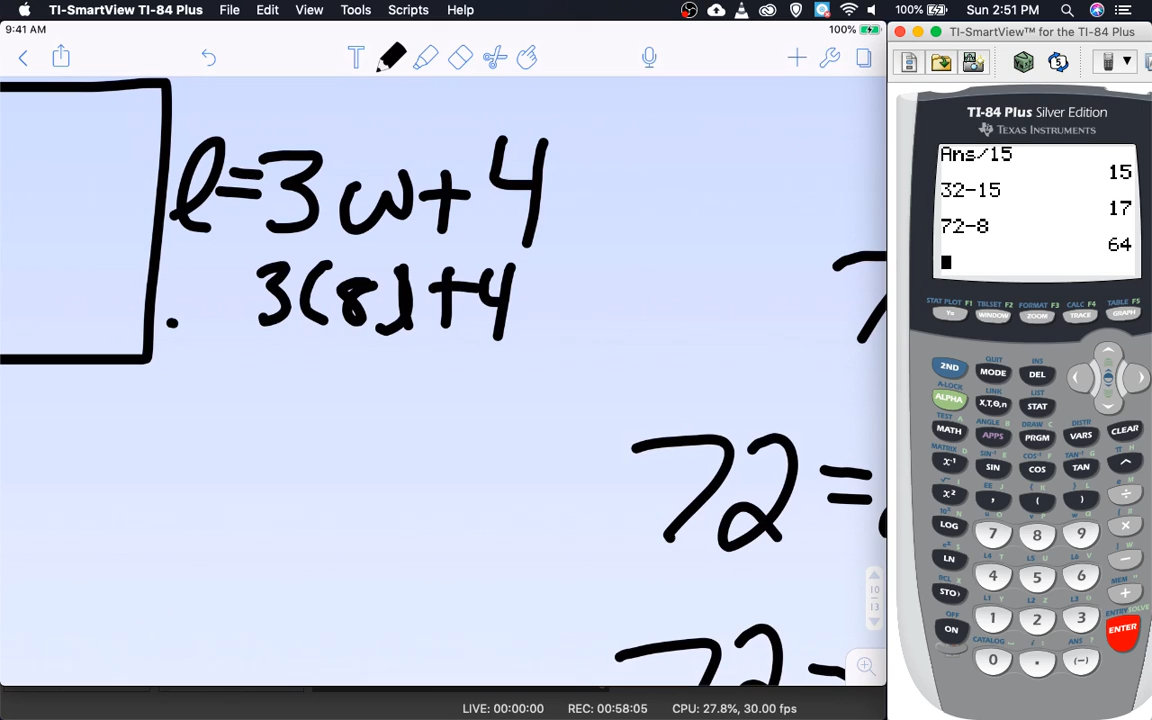 TI-SmartView TI-84 Plus File Edit View Tools Scripts Help 100% Sun 2:51 PM
9:41 AM 100%
TI-SmartView™ for the TI-84 Plus
T
TI-84 Plus Silver Edition
TEXAS INSTRUMENTS
Ans/15
15
32-15
17
72-8
64
l=3w+4
3(8)+4
7
72=
72
10
13
STAT PLOT F1 TBLSET F2 FORMAT F3 CALC F4 TABLE F5
Y= WINDOW ZOOM TRACE GRAPH
QUIT INS
2ND MODE DEL
A-LOCK LINK LIST
ALPHA X,T,Θ,n STAT
TEST A ANGLE B DRAW C DISTR
MATH APPS PRGM VARS CLEAR
MATRIX D SIN⁻¹ E COS⁻¹ F TAN⁻¹ G π H
x⁻¹ SIN COS TAN ^
√ I EE J { K } L e M
x² , ( ) ÷
10ˣ N u O v P w Q [ R
LOG 7 8 9 ×
eˣ S L4 T L5 U L6 V ] W
LN 4 5 6 −
RCL X L1 Y L2 Z L3 θ MEM "
STO› 1 2 3 +
OFF CATALOG i : ANS ? ENTRY SOLVE
ON 0 . (−) ENTER
LIVE: 00:00:00 REC: 00:58:05 CPU: 27.8%, 30.00 fps